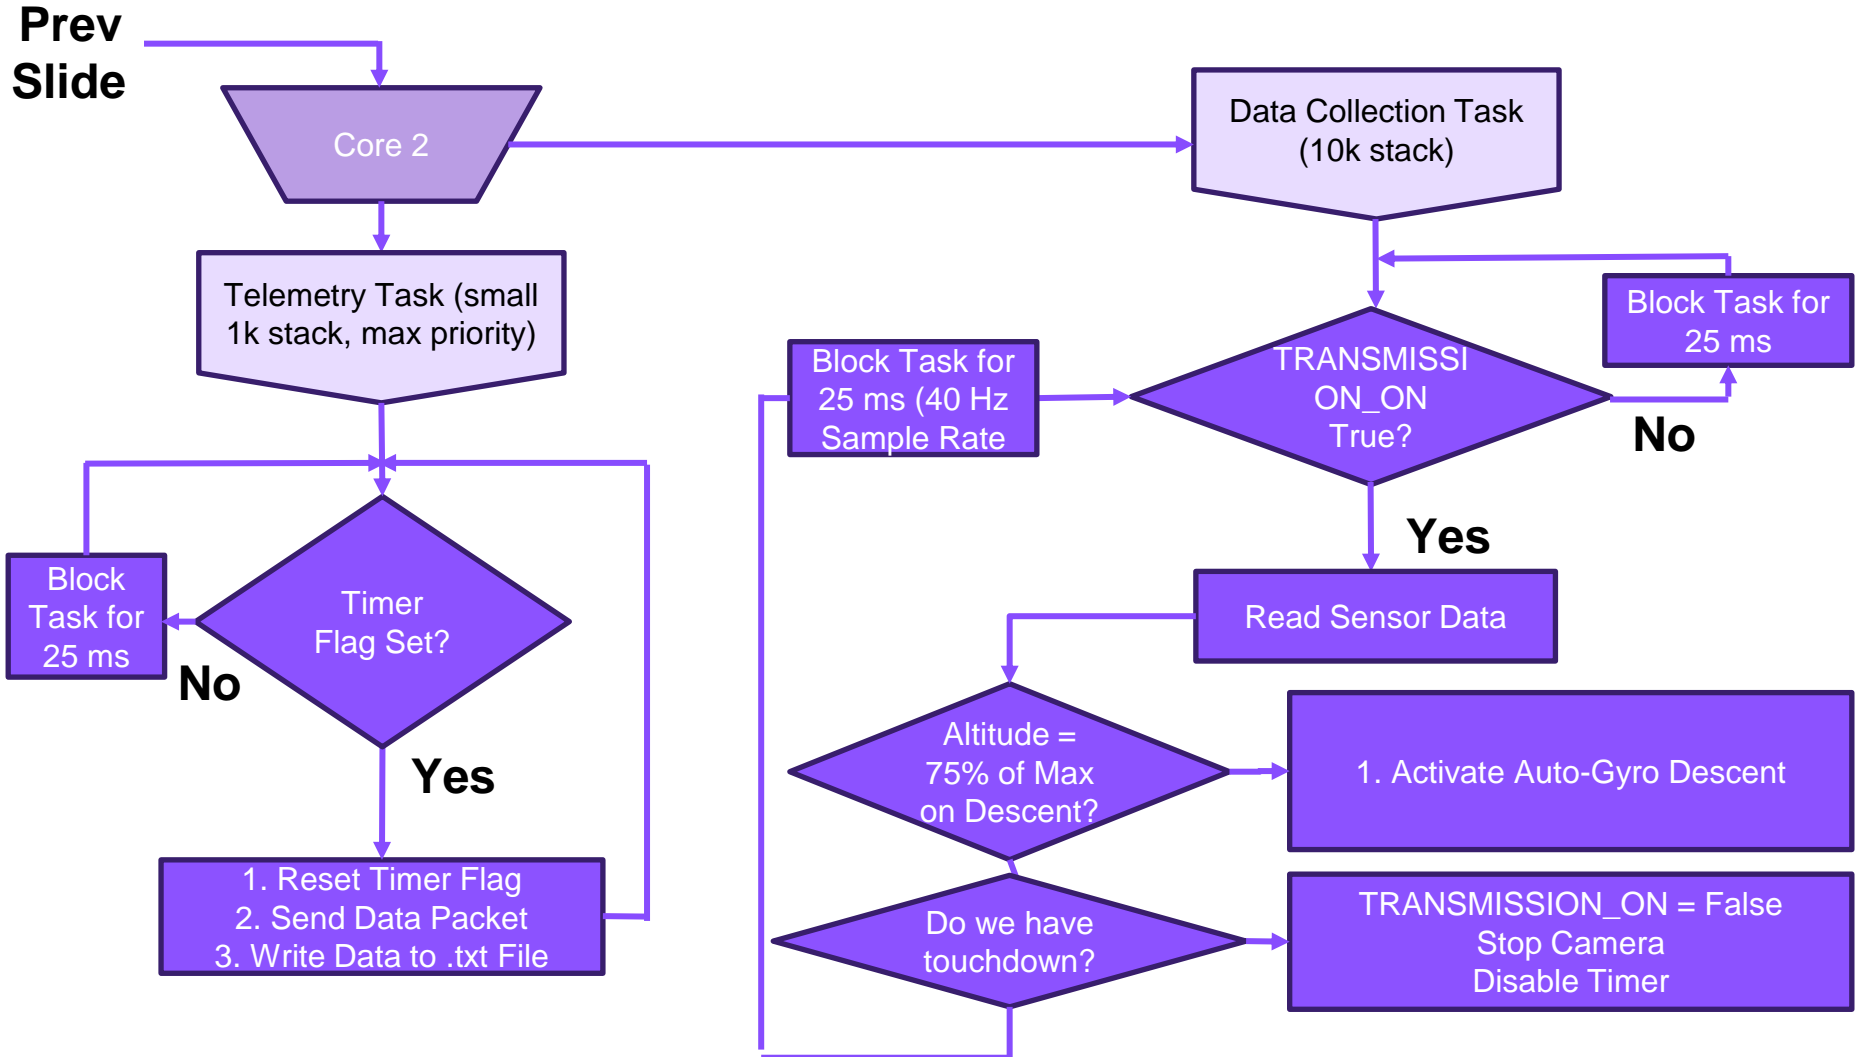 Prev
Slide
Core 2
Data Collection Task
(10k stack)
Telemetry Task (small
1k stack, max priority)
Block Task for
25 ms
Block Task for
25 ms (40 Hz
Sample Rate
TRANSMISSI
ON_ON
True?
No
Yes
Block
Task for
25 ms
Timer
Flag Set?
No
Read Sensor Data
Yes
Altitude =
75% of Max
on Descent?
1. Activate Auto-Gyro Descent
1. Reset Timer Flag
2. Send Data Packet
3. Write Data to .txt File
Do we have
touchdown?
TRANSMISSION_ON = False
Stop Camera
Disable Timer